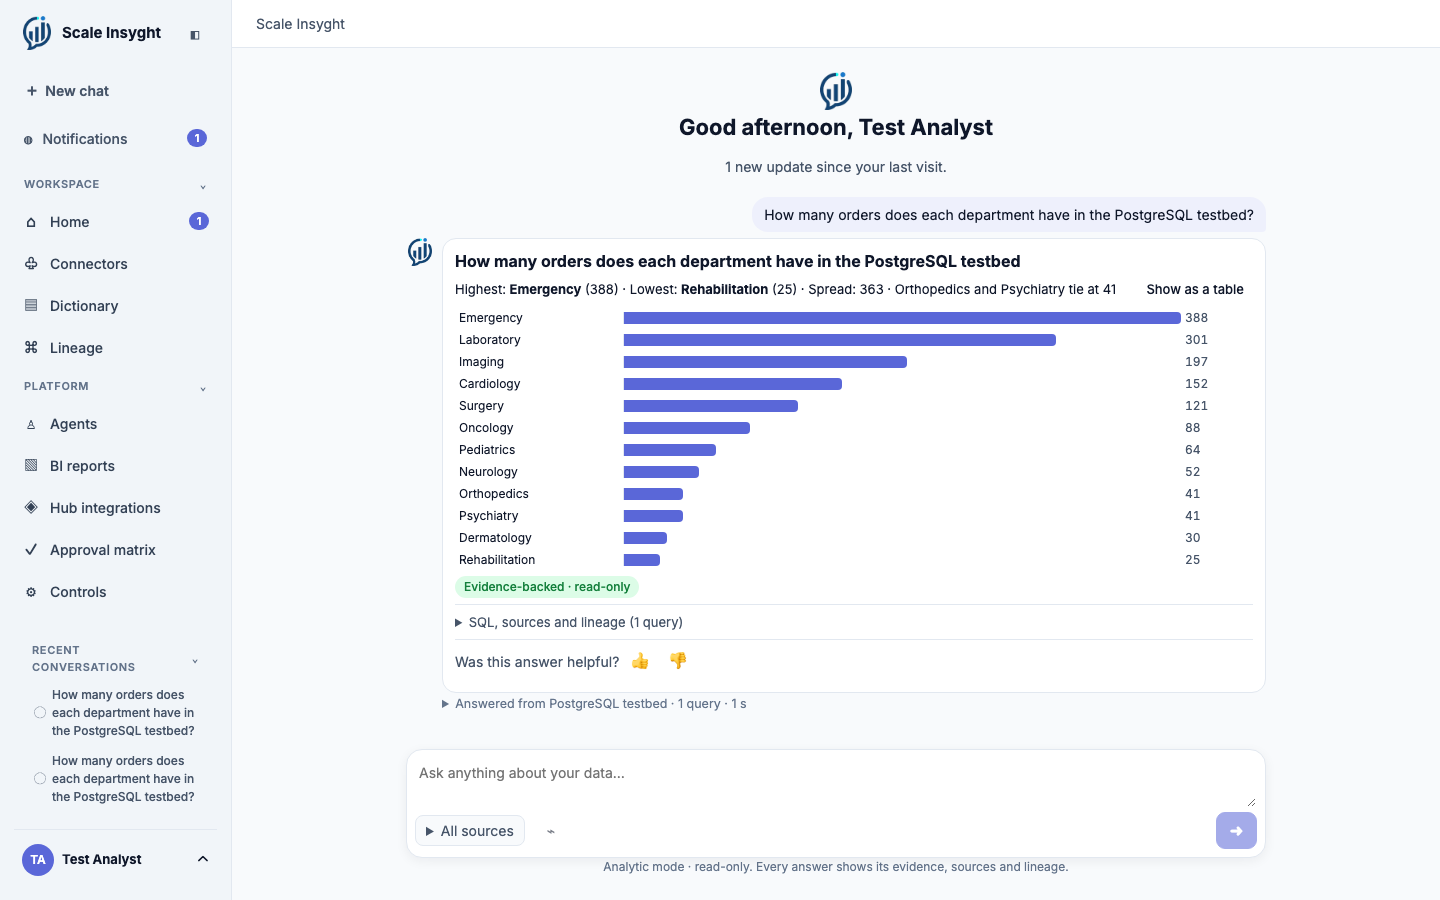 Scale Insyght
Scale Insyght
+ New chat
Notifications 1
WORKSPACE
Home 1
Connectors
Dictionary
Lineage
PLATFORM
Agents
BI reports
Hub integrations
Approval matrix
Controls
RECENT
CONVERSATIONS
How many orders does
each department have in
the PostgreSQL testbed?
How many orders does
each department have in
the PostgreSQL testbed?
TA Test Analyst
Good afternoon, Test Analyst
1 new update since your last visit.
How many orders does each department have in the PostgreSQL testbed?
How many orders does each department have in the PostgreSQL testbed
Highest: Emergency (388) · Lowest: Rehabilitation (25) · Spread: 363 · Orthopedics and Psychiatry tie at 41 Show as a table
Emergency 388
Laboratory 301
Imaging 197
Cardiology 152
Surgery 121
Oncology 88
Pediatrics 64
Neurology 52
Orthopedics 41
Psychiatry 41
Dermatology 30
Rehabilitation 25
Evidence-backed · read-only
SQL, sources and lineage (1 query)
Was this answer helpful? 👍 👎
Answered from PostgreSQL testbed · 1 query · 1 s
Ask anything about your data...
All sources
Analytic mode · read-only. Every answer shows its evidence, sources and lineage.